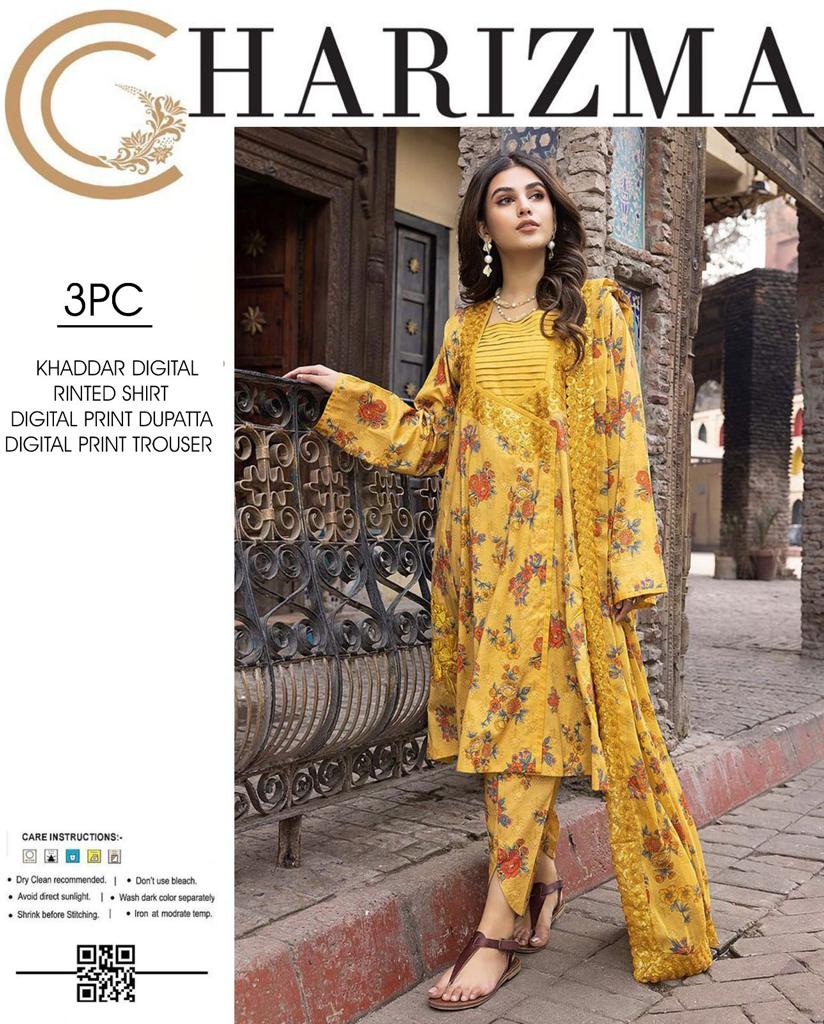 CHARIZMA
3PC
KHADDAR DIGITAL
RINTED SHIRT
DIGITAL PRINT DUPATTA
DIGITAL PRINT TROUSER
CARE INSTRUCTIONS:-
• Dry Clean recommended. | • Don't use bleach.
• Avoid direct sunlight. | • Wash dark color separately
• Shrink before Stitching. | • Iron at modrate temp.